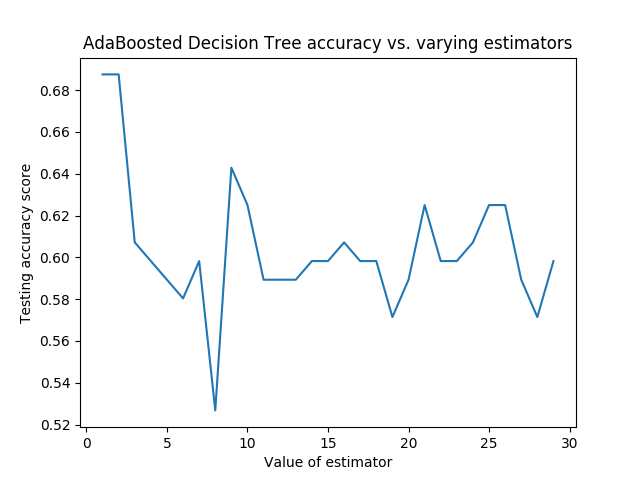 AdaBoosted Decision Tree accuracy vs. varying estimators
0.68
0.66
0.64
0.62
0.60
0.58
0.56
0.54
0.52
Testing accuracy score
0 5 10 15 20 25 30
Value of estimator